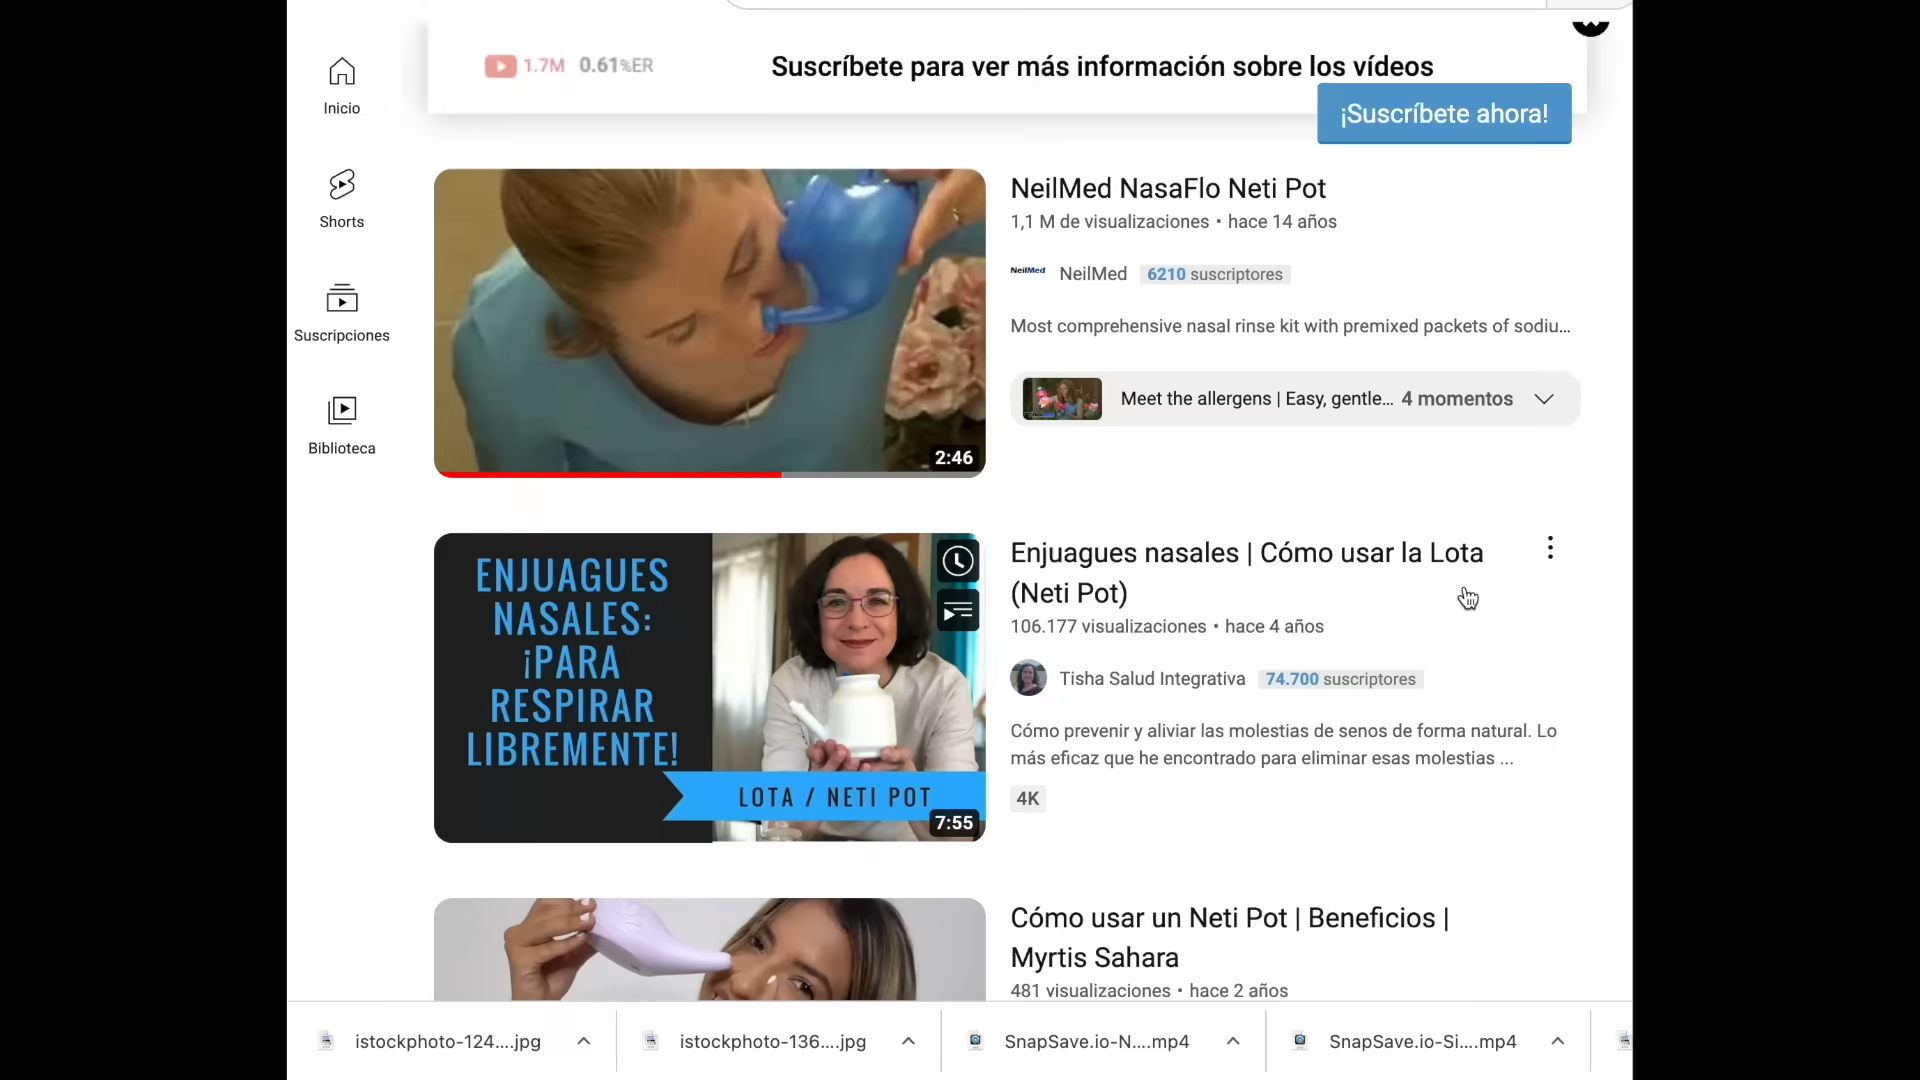 1.7M 0.61%ER
Suscríbete para ver más información sobre los vídeos
¡Suscríbete ahora!
Inicio
Shorts
Suscripciones
Biblioteca
2:46
NeilMed NasaFlo Neti Pot
1,1 M de visualizaciones • hace 14 años
NeilMed NeilMed 6210 suscriptores
Most comprehensive nasal rinse kit with premixed packets of sodiu...
Meet the allergens | Easy, gentle... 4 momentos
ENJUAGUES
NASALES:
¡PARA
RESPIRAR
LIBREMENTE!
LOTA / NETI POT
7:55
Enjuagues nasales | Cómo usar la Lota
(Neti Pot)
106.177 visualizaciones • hace 4 años
Tisha Salud Integrativa 74.700 suscriptores
Cómo prevenir y aliviar las molestias de senos de forma natural. Lo
más eficaz que he encontrado para eliminar esas molestias ...
4K
Cómo usar un Neti Pot | Beneficios |
Myrtis Sahara
481 visualizaciones • hace 2 años
istockphoto-124....jpg
istockphoto-136....jpg
SnapSave.io-N....mp4
SnapSave.io-Si....mp4